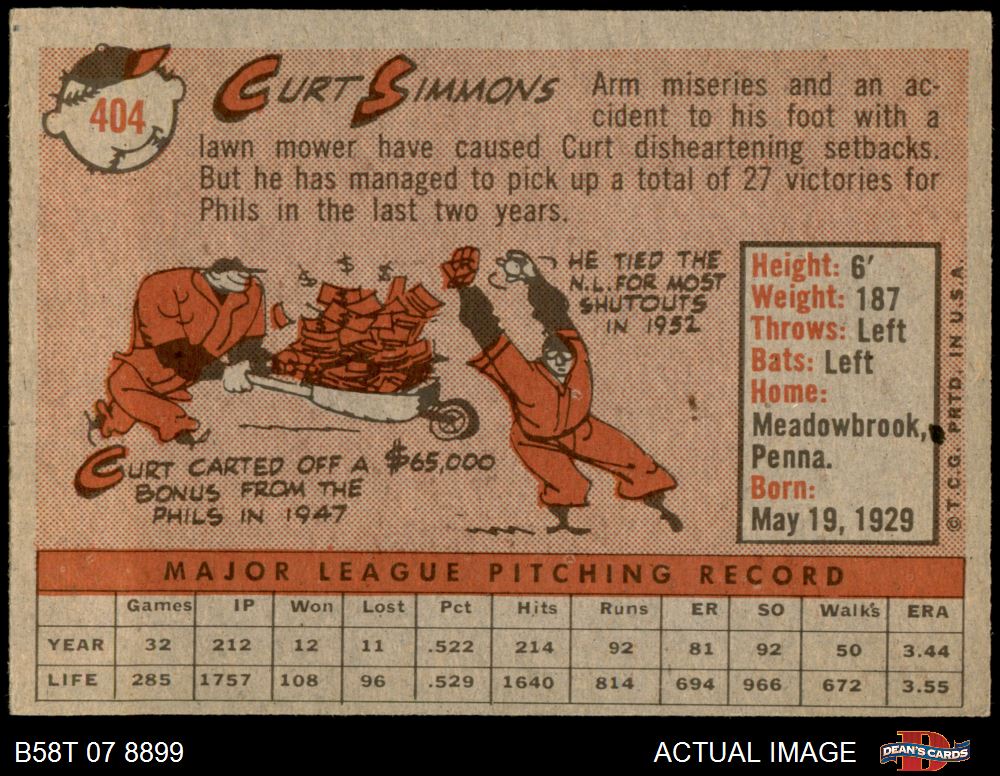 404
CURT SIMMONS
Arm miseries and an ac-
cident to his foot with a
lawn mower have caused Curt disheartening setbacks.
But he has managed to pick up a total of 27 victories for
Phils in the last two years.
HE TIED THE
N.L. FOR MOST
SHUTOUTS
IN 1952
CURT CARTED OFF A $65,000
BONUS FROM THE
PHILS IN 1947
Height: 6'
Weight: 187
Throws: Left
Bats: Left
Home:
Meadowbrook,
Penna.
Born:
May 19, 1929
© T.C.G. PRTD. IN U.S.A.
MAJOR LEAGUE PITCHING RECORD
Games IP Won Lost Pct Hits Runs ER SO Walks ERA
YEAR 32 212 12 11 .522 214 92 81 92 50 3.44
LIFE 285 1757 108 96 .529 1640 814 694 966 672 3.55
B58T 07 8899
ACTUAL IMAGE
DEAN'S CARDS